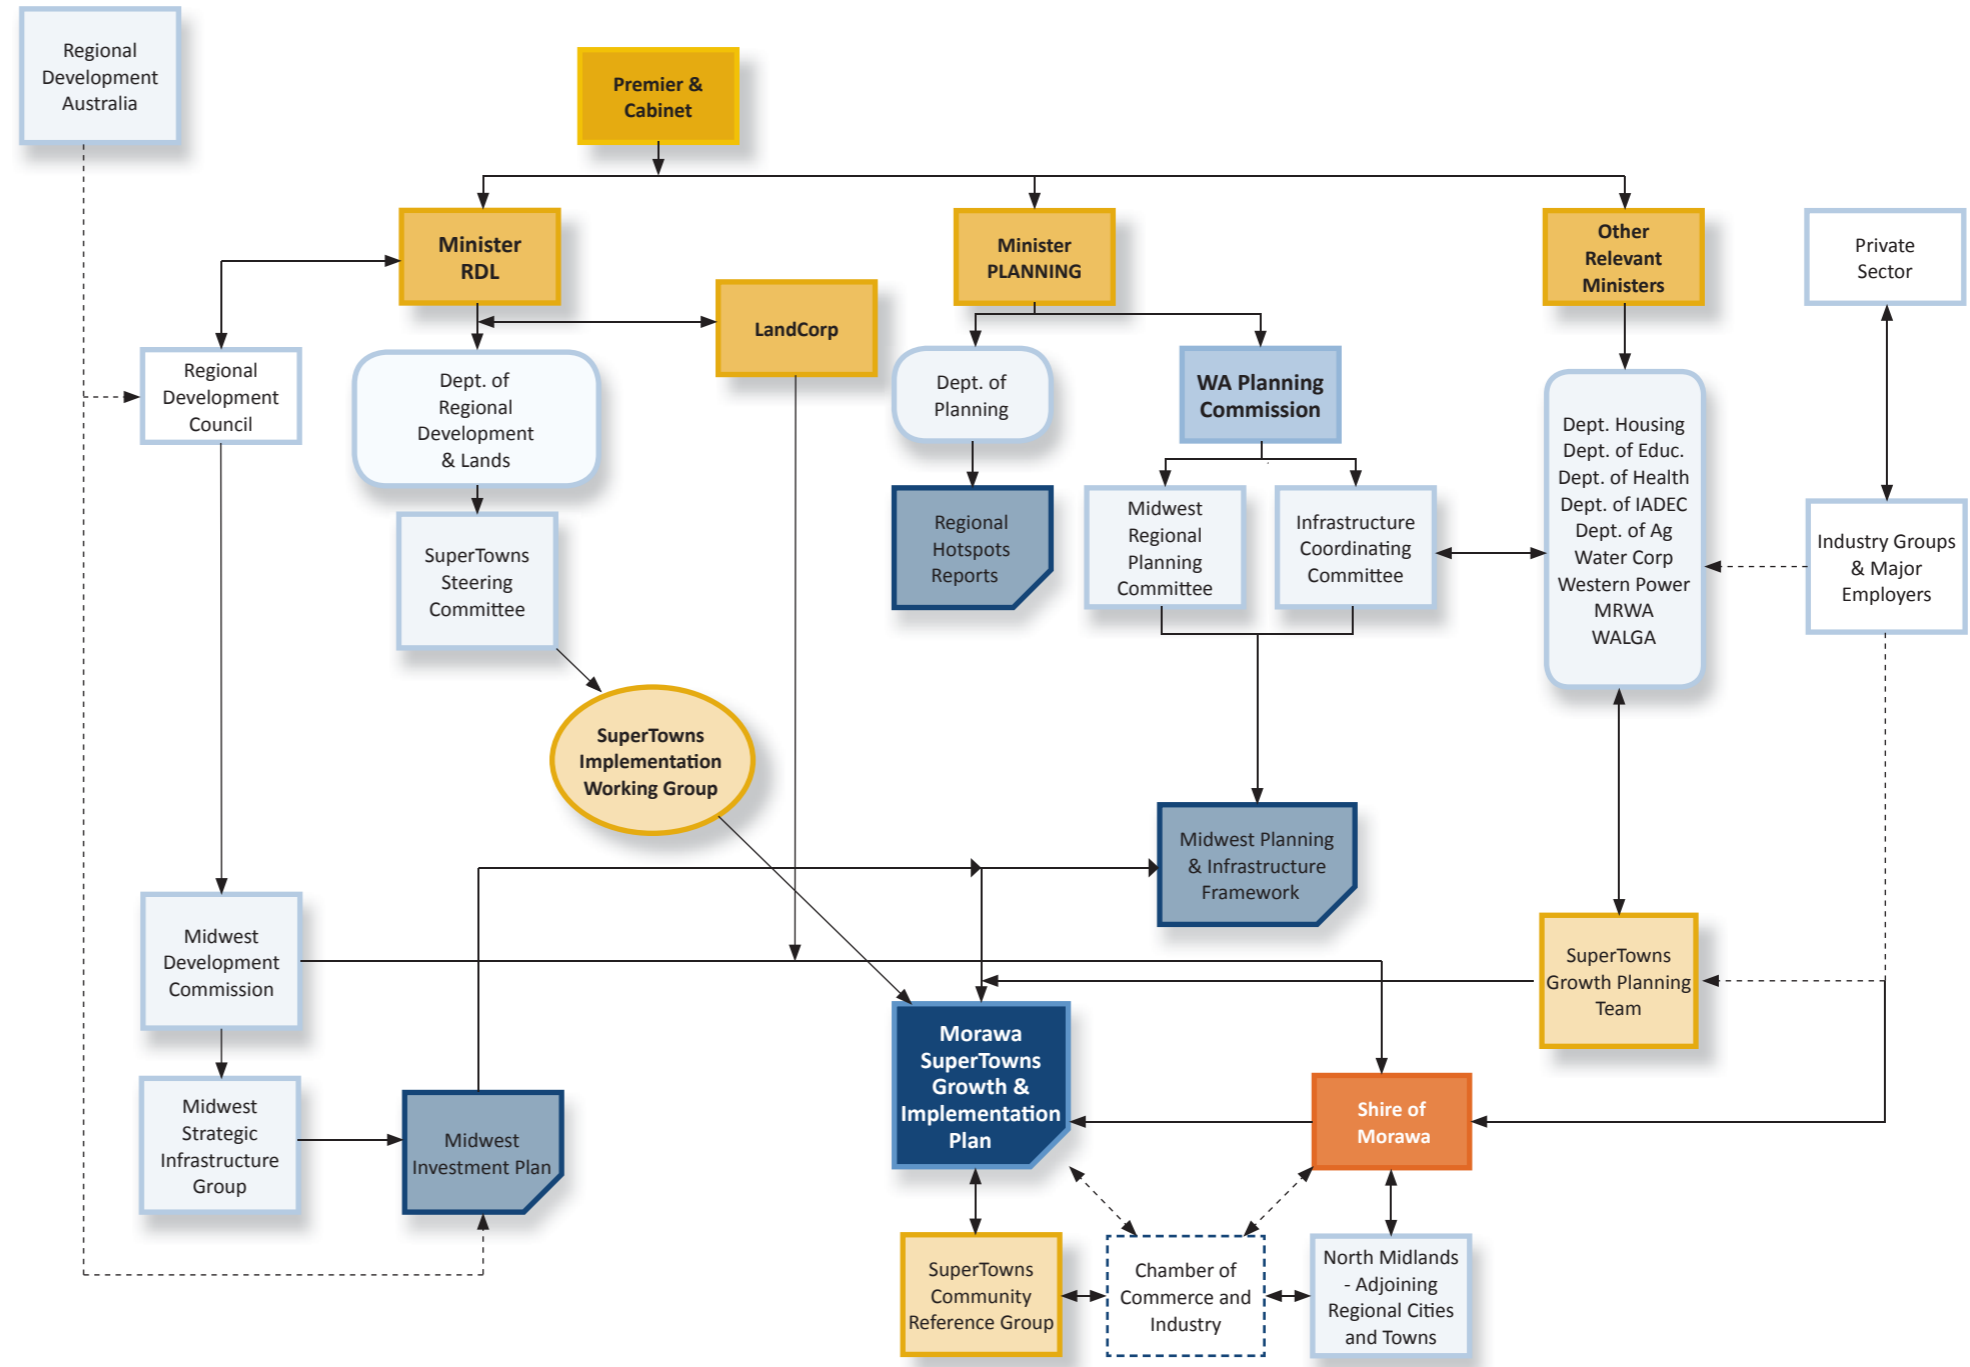 Regional
Development
Australia
Premier &
Cabinet
Minister
RDL
Minister
PLANNING
Other
Relevant
Ministers
Private
Sector
LandCorp
Regional
Development
Council
Dept. of
Regional
Development
& Lands
Dept. of
Planning
WA Planning
Commission
Dept. Housing
Dept. of Educ.
Dept. of Health
Dept. of IADEC
Dept. of Ag
Water Corp
Western Power
MRWA
WALGA
SuperTowns
Steering
Committee
Regional
Hotspots
Reports
Midwest
Regional
Planning
Committee
Infrastructure
Coordinating
Committee
Industry Groups
& Major
Employers
SuperTowns
Implementation
Working Group
Midwest Planning
& Infrastructure
Framework
Midwest
Development
Commission
SuperTowns
Growth Planning
Team
Morawa
SuperTowns
Growth &
Implementation
Plan
Shire of
Morawa
Midwest
Strategic
Infrastructure
Group
Midwest
Investment Plan
SuperTowns
Community
Reference Group
Chamber of
Commerce and
Industry
North Midlands
- Adjoining
Regional Cities
and Towns